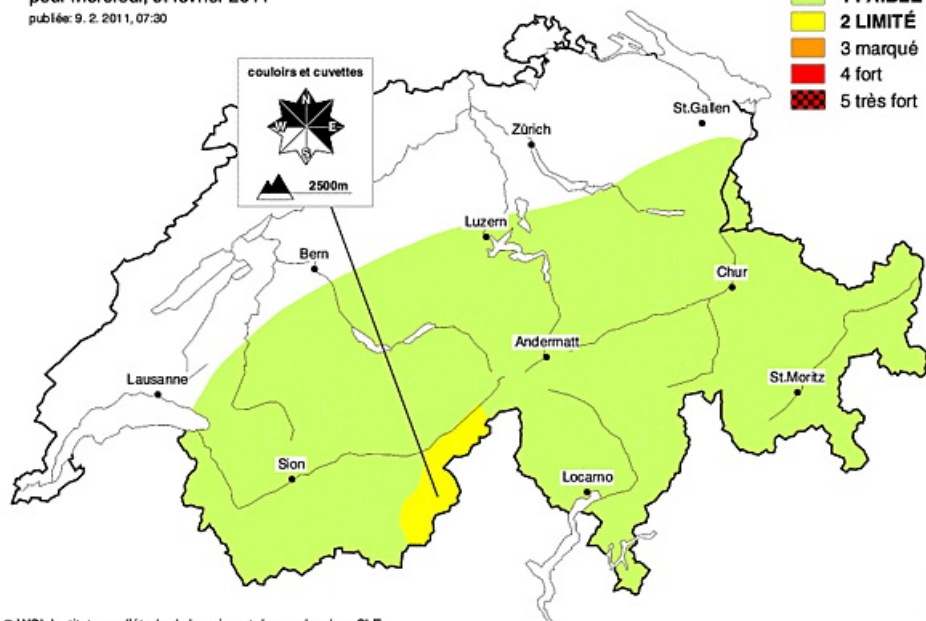 publiée: 9. 2. 2011, 07:30
2 LIMITÉ
3 marqué
4 fort
5 très fort
couloirs et cuvettes
N
W E
S
2500m
St.Gallen
Zürich
Luzern
Bern
Chur
Andermatt
Lausanne
St.Moritz
Sion
Locarno